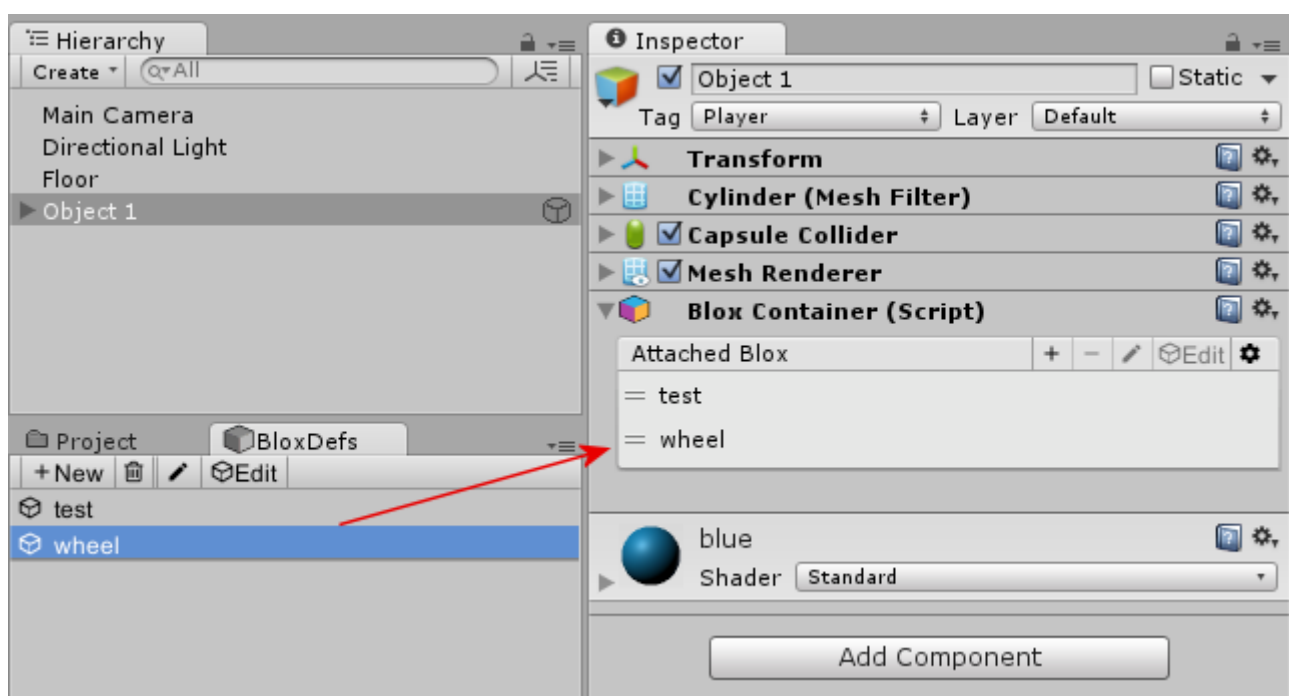 Hierarchy
Create All
Main Camera
Directional Light
Floor
Object 1
Project BloxDefs
+New Edit
test
wheel
Inspector
Object 1 Static
Tag Player Layer Default
Transform
Cylinder (Mesh Filter)
Capsule Collider
Mesh Renderer
Blox Container (Script)
Attached Blox + − Edit
= test
= wheel
blue
Shader Standard
Add Component